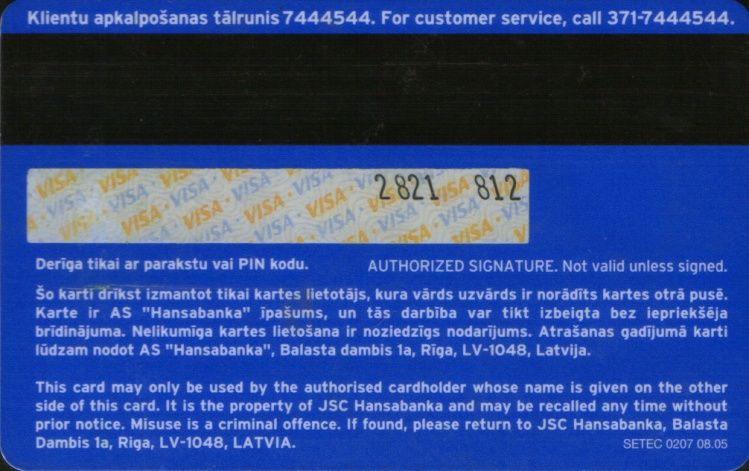 Klientu apkalpošanas tālrunis 7444544. For customer service, call 371-7444544.
VISA · VISA · VISA · VISA · VISA
2821 812
Derīga tikai ar parakstu vai PIN kodu.
AUTHORIZED SIGNATURE. Not valid unless signed.
Šo karti drīkst izmantot tikai kartes lietotājs, kura vārds uzvārds ir norādīts kartes otrā pusē.
Karte ir AS "Hansabanka" īpašums, un tās darbība var tikt izbeigta bez iepriekšēja
brīdinājuma. Nelikumīga kartes lietošana ir noziedzīgs nodarījums. Atrašanas gadījumā karti
lūdzam nodot AS "Hansabanka", Balasta dambis 1a, Rīga, LV-1048, Latvija.
This card may only be used by the authorised cardholder whose name is given on the other
side of this card. It is the property of JSC Hansabanka and may be recalled any time without
prior notice. Misuse is a criminal offence. If found, please return to JSC Hansabanka, Balasta
Dambis 1a, Riga, LV-1048, LATVIA.
SETEC 0207 08.05